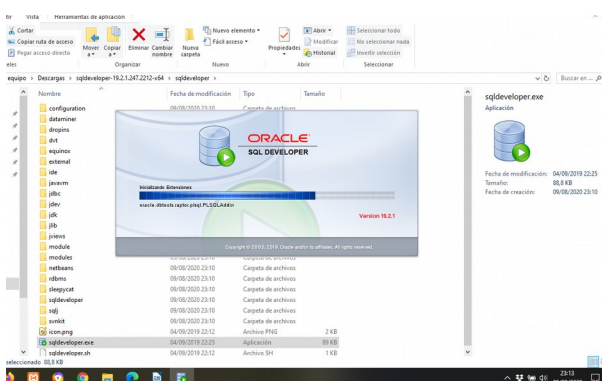 Vista Herramientas de aplicación
Cortar
Copiar ruta de acceso
Pegar acceso directo
Mover a
Copiar a
Eliminar
Cambiar nombre
Nueva carpeta
Nuevo elemento
Fácil acceso
Propiedades
Abrir
Modificar
Historial
Seleccionar todo
No seleccionar nada
Invertir selección
Organizar
Nuevo
Abrir
Seleccionar
equipo > Descargas > sqldeveloper-19.2.1.247.2212-x64 > sqldeveloper >
Buscar en ...
Nombre Fecha de modificación Tipo Tamaño
configuration 09/08/2020 23:10 Carpeta de archivos
dataminer
dropins
dvt
equinox
external
ide
javavm
jdbc
jdev
jdk
jlib
jviews
module
modules
netbeans 09/08/2020 23:10 Carpeta de archivos
rdbms 09/08/2020 23:10 Carpeta de archivos
sleepycat 09/08/2020 23:10 Carpeta de archivos
sqldeveloper 09/08/2020 23:10 Carpeta de archivos
sqlj 09/08/2020 23:10 Carpeta de archivos
svnkit 09/08/2020 23:10 Carpeta de archivos
icon.png 04/09/2019 22:12 Archivo PNG 2 KB
sqldeveloper.exe 04/09/2019 22:25 Aplicación 89 KB
sqldeveloper.sh 04/09/2019 22:12 Archivo SH 1 KB
ORACLE
SQL DEVELOPER
Inicializando Extensiones
oracle.dbtools.raptor.plsql.PLSQLAddin
Version 19.2.1
Copyright © 2005, 2019, Oracle and/or its affiliates. All rights reserved.
sqldeveloper.exe
Aplicación
Fecha de modificación: 04/09/2019 22:25
Tamaño: 88,8 KB
Fecha de creación: 09/08/2020 23:10
seleccionado 88,8 KB
23:13